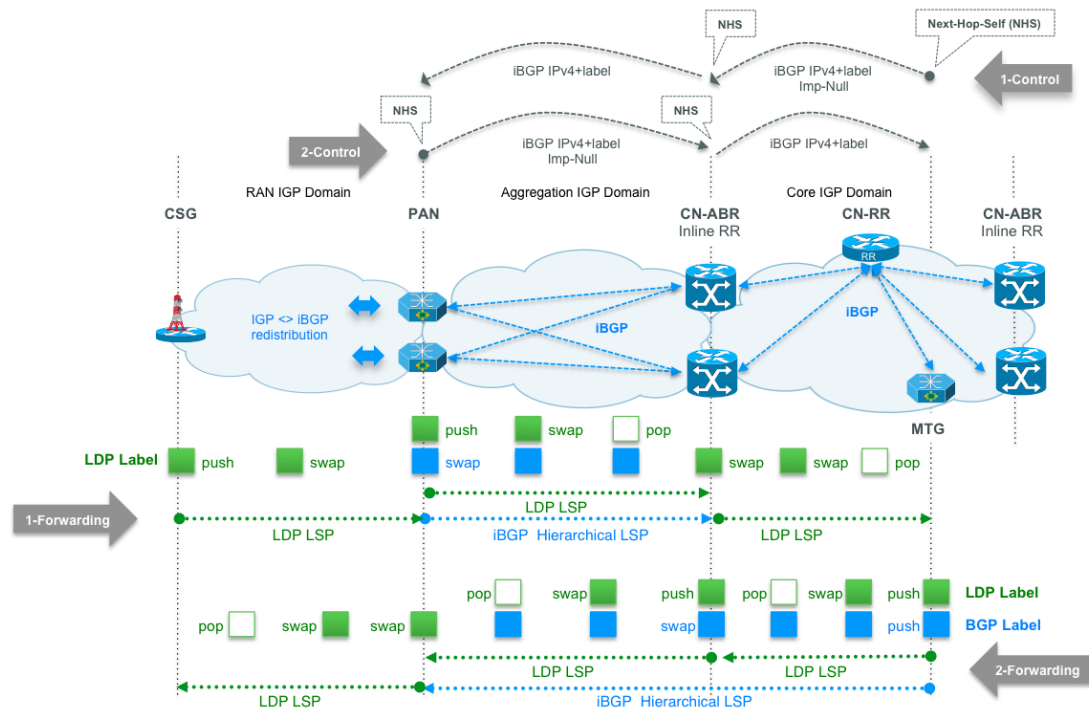 NHS
Next-Hop-Self (NHS)
iBGP IPv4+label
iBGP IPv4+label
Imp-Null
1-Control
NHS
NHS
2-Control
iBGP IPv4+label
Imp-Null
iBGP IPv4+label
RAN IGP Domain
Aggregation IGP Domain
Core IGP Domain
CSG
PAN
CN-ABR
Inline RR
CN-RR
CN-ABR
Inline RR
RR
IGP <> iBGP
redistribution
iBGP
iBGP
MTG
push
swap
pop
LDP Label
push
swap
swap
swap
swap
pop
LDP LSP
1-Forwarding
LDP LSP
iBGP Hierarchical LSP
LDP LSP
pop
swap
push
pop
swap
push
LDP Label
pop
swap
swap
swap
push
BGP Label
LDP LSP
LDP LSP
2-Forwarding
LDP LSP
iBGP Hierarchical LSP